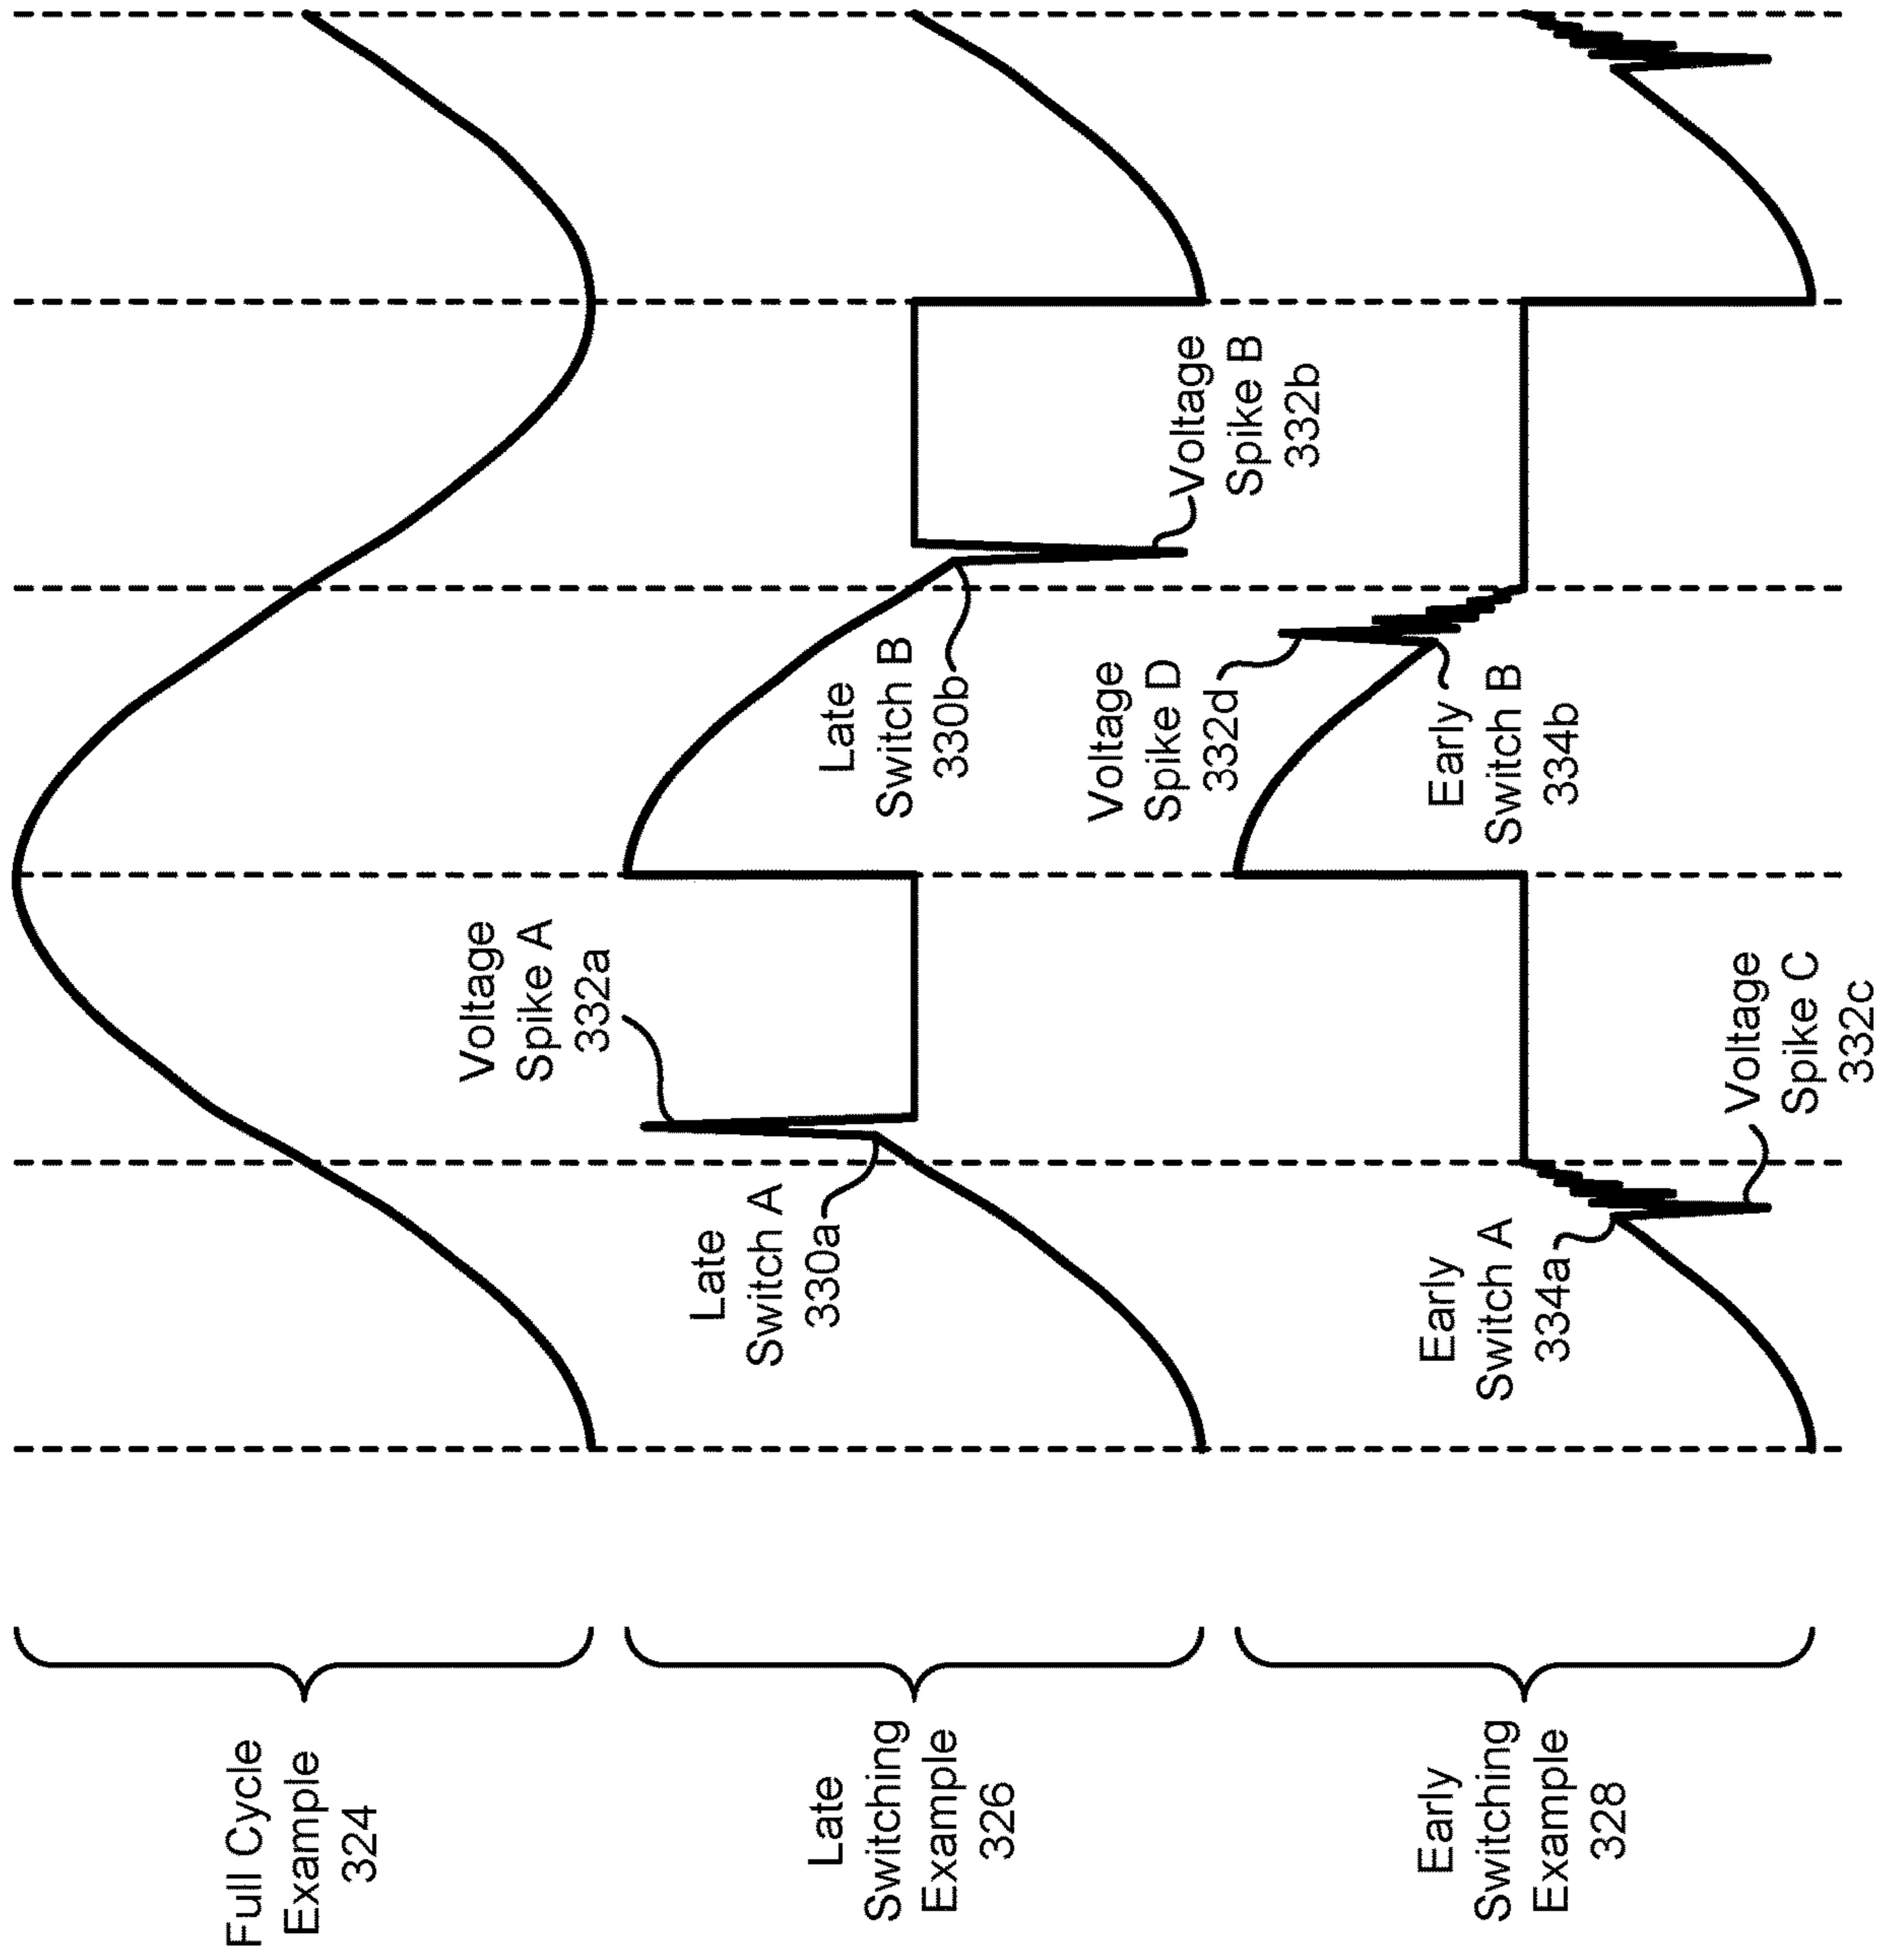 Full Cycle
Example
324
Late
Switching
Example
326
Early
Switching
Example
328
Voltage
Spike A
332a
Late
Switch A
330a
Late
Switch B
330b
Voltage
Spike B
332b
Early
Switch A
334a
Voltage
Spike C
332c
Voltage
Spike D
332d
Early
Switch B
334b